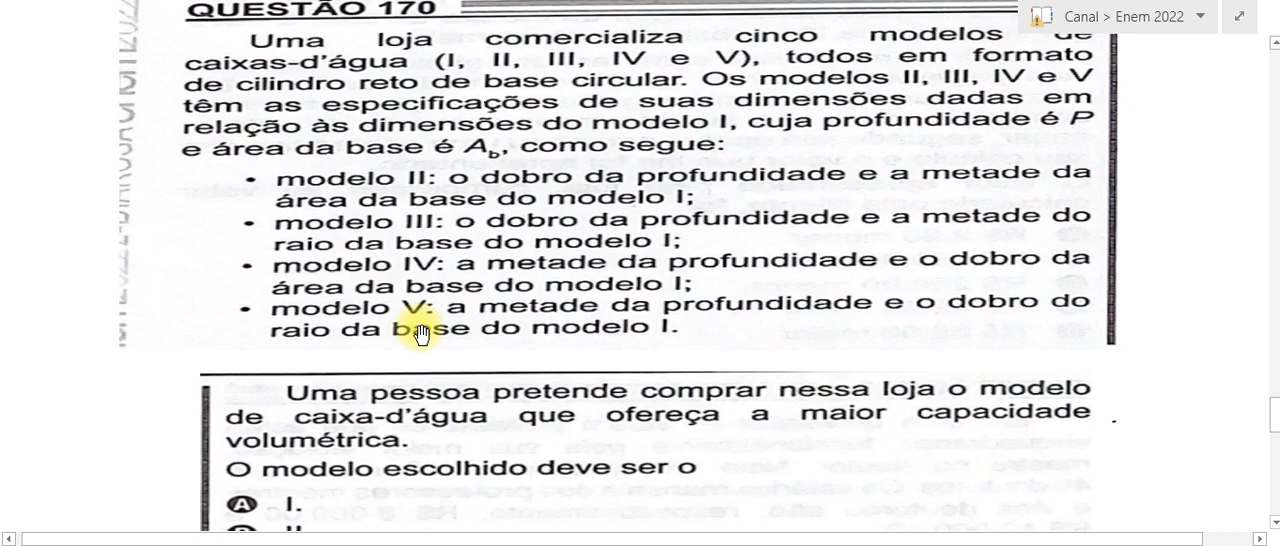 QUESTÃO 170
Canal > Enem 2022
Uma loja comercializa cinco modelos de
caixas-d'água (I, II, III, IV e V), todos em formato
de cilindro reto de base circular. Os modelos II, III, IV e V
têm as especificações de suas dimensões dadas em
relação às dimensões do modelo I, cuja profundidade é P
e área da base é Ab, como segue:
• modelo II: o dobro da profundidade e a metade da
área da base do modelo I;
• modelo III: o dobro da profundidade e a metade do
raio da base do modelo I;
• modelo IV: a metade da profundidade e o dobro da
área da base do modelo I;
• modelo V: a metade da profundidade e o dobro do
raio da base do modelo I.
Uma pessoa pretende comprar nessa loja o modelo
de caixa-d'água que ofereça a maior capacidade
volumétrica.
O modelo escolhido deve ser o
A I.